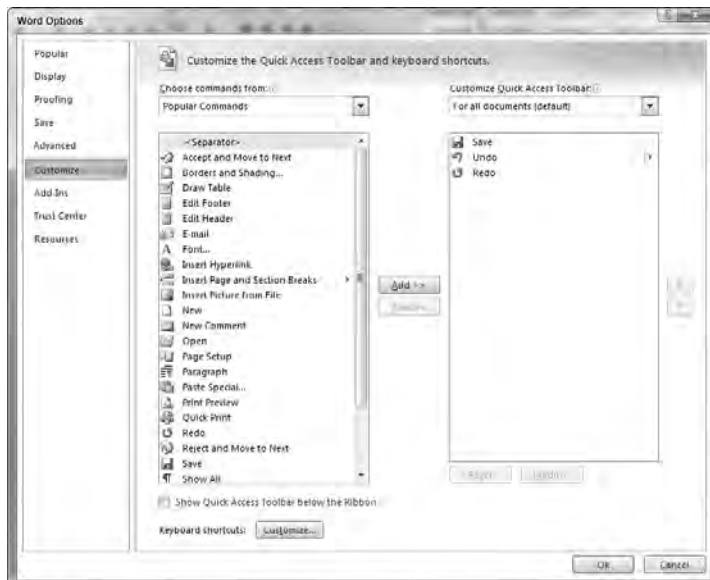 Word Options
Popular
Display
Proofing
Save
Advanced
Customize
Add-Ins
Trust Center
Resources
Customize the Quick Access Toolbar and keyboard shortcuts.
Choose commands from:
Popular Commands
Customize Quick Access Toolbar:
For all documents (default)
<Separator>
Accept and Move to Next
Borders and Shading...
Draw Table
Edit Footer
Edit Header
E-mail
Font...
Insert Hyperlink
Insert Page and Section Breaks
Insert Picture from File
New
New Comment
Open
Page Setup
Paragraph
Paste Special...
Print Preview
Quick Print
Redo
Reject and Move to Next
Save
Show All
Add >>
Remove
Save
Undo
Redo
Reset
Show Quick Access Toolbar below the Ribbon
Keyboard shortcuts:
Customize...
OK
Cancel